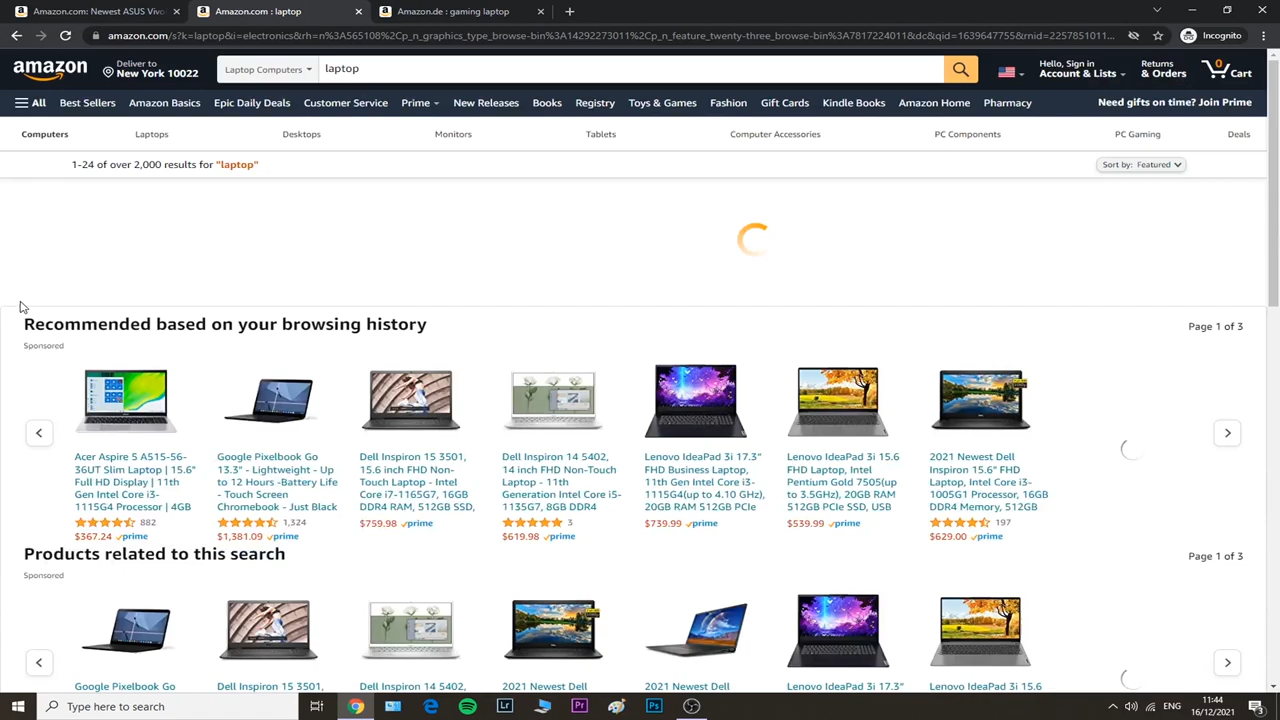 Amazon.com: Newest ASUS Vivo
Amazon.com : laptop
Amazon.de : gaming laptop
amazon.com/s?k=laptop&i=electronics&rh=n%3A565108%2Cp_n_graphics_type_browse-bin%3A14292273011%2Cp_n_feature_twenty-three_browse-bin%3A7817224011&dc&qid=1639647755&rnid=2257851011...
Incognito
amazon
Deliver to
New York 10022
Laptop Computers
laptop
Hello, Sign in
Account & Lists
Returns
& Orders
0
Cart
All
Best Sellers
Amazon Basics
Epic Daily Deals
Customer Service
Prime
New Releases
Books
Registry
Toys & Games
Fashion
Gift Cards
Kindle Books
Amazon Home
Pharmacy
Need gifts on time? Join Prime
Computers
Laptops
Desktops
Monitors
Tablets
Computer Accessories
PC Components
PC Gaming
Deals
1-24 of over 2,000 results for "laptop"
Sort by: Featured
Recommended based on your browsing history
Page 1 of 3
Sponsored
Acer Aspire 5 A515-56-
36UT Slim Laptop | 15.6"
Full HD Display | 11th
Gen Intel Core i3-
1115G4 Processor | 4GB
882
$367.24 prime
Google Pixelbook Go
13.3" - Lightweight - Up
to 12 Hours -Battery Life
- Touch Screen
Chromebook - Just Black
1,324
$1,381.09 prime
Dell Inspiron 15 3501,
15.6 inch FHD Non-
Touch Laptop - Intel
Core i7-1165G7, 16GB
DDR4 RAM, 512GB SSD,
$759.98 prime
Dell Inspiron 14 5402,
14 inch FHD Non-Touch
Laptop - 11th
Generation Intel Core i5-
1135G7, 8GB DDR4
3
$619.98 prime
Lenovo IdeaPad 3i 17.3"
FHD Business Laptop,
11th Gen Intel Core i3-
1115G4(up to 4.10 GHz),
20GB RAM 512GB PCIe
$739.99 prime
Lenovo IdeaPad 3i 15.6
FHD Laptop, Intel
Pentium Gold 7505(up
to 3.5GHz), 20GB RAM
512GB PCIe SSD, USB
$539.99 prime
2021 Newest Dell
Inspiron 15.6" FHD
Laptop, Intel Core i3-
1005G1 Processor, 16GB
DDR4 Memory, 512GB
197
$629.00 prime
Products related to this search
Page 1 of 3
Sponsored
Google Pixelbook Go
Dell Inspiron 15 3501,
Dell Inspiron 14 5402,
2021 Newest Dell
2021 Newest Dell
Lenovo IdeaPad 3i 17.3"
Lenovo IdeaPad 3i 15.6
Type here to search
Lr
Pr
Ps
ENG
11:44
16/12/2021
3